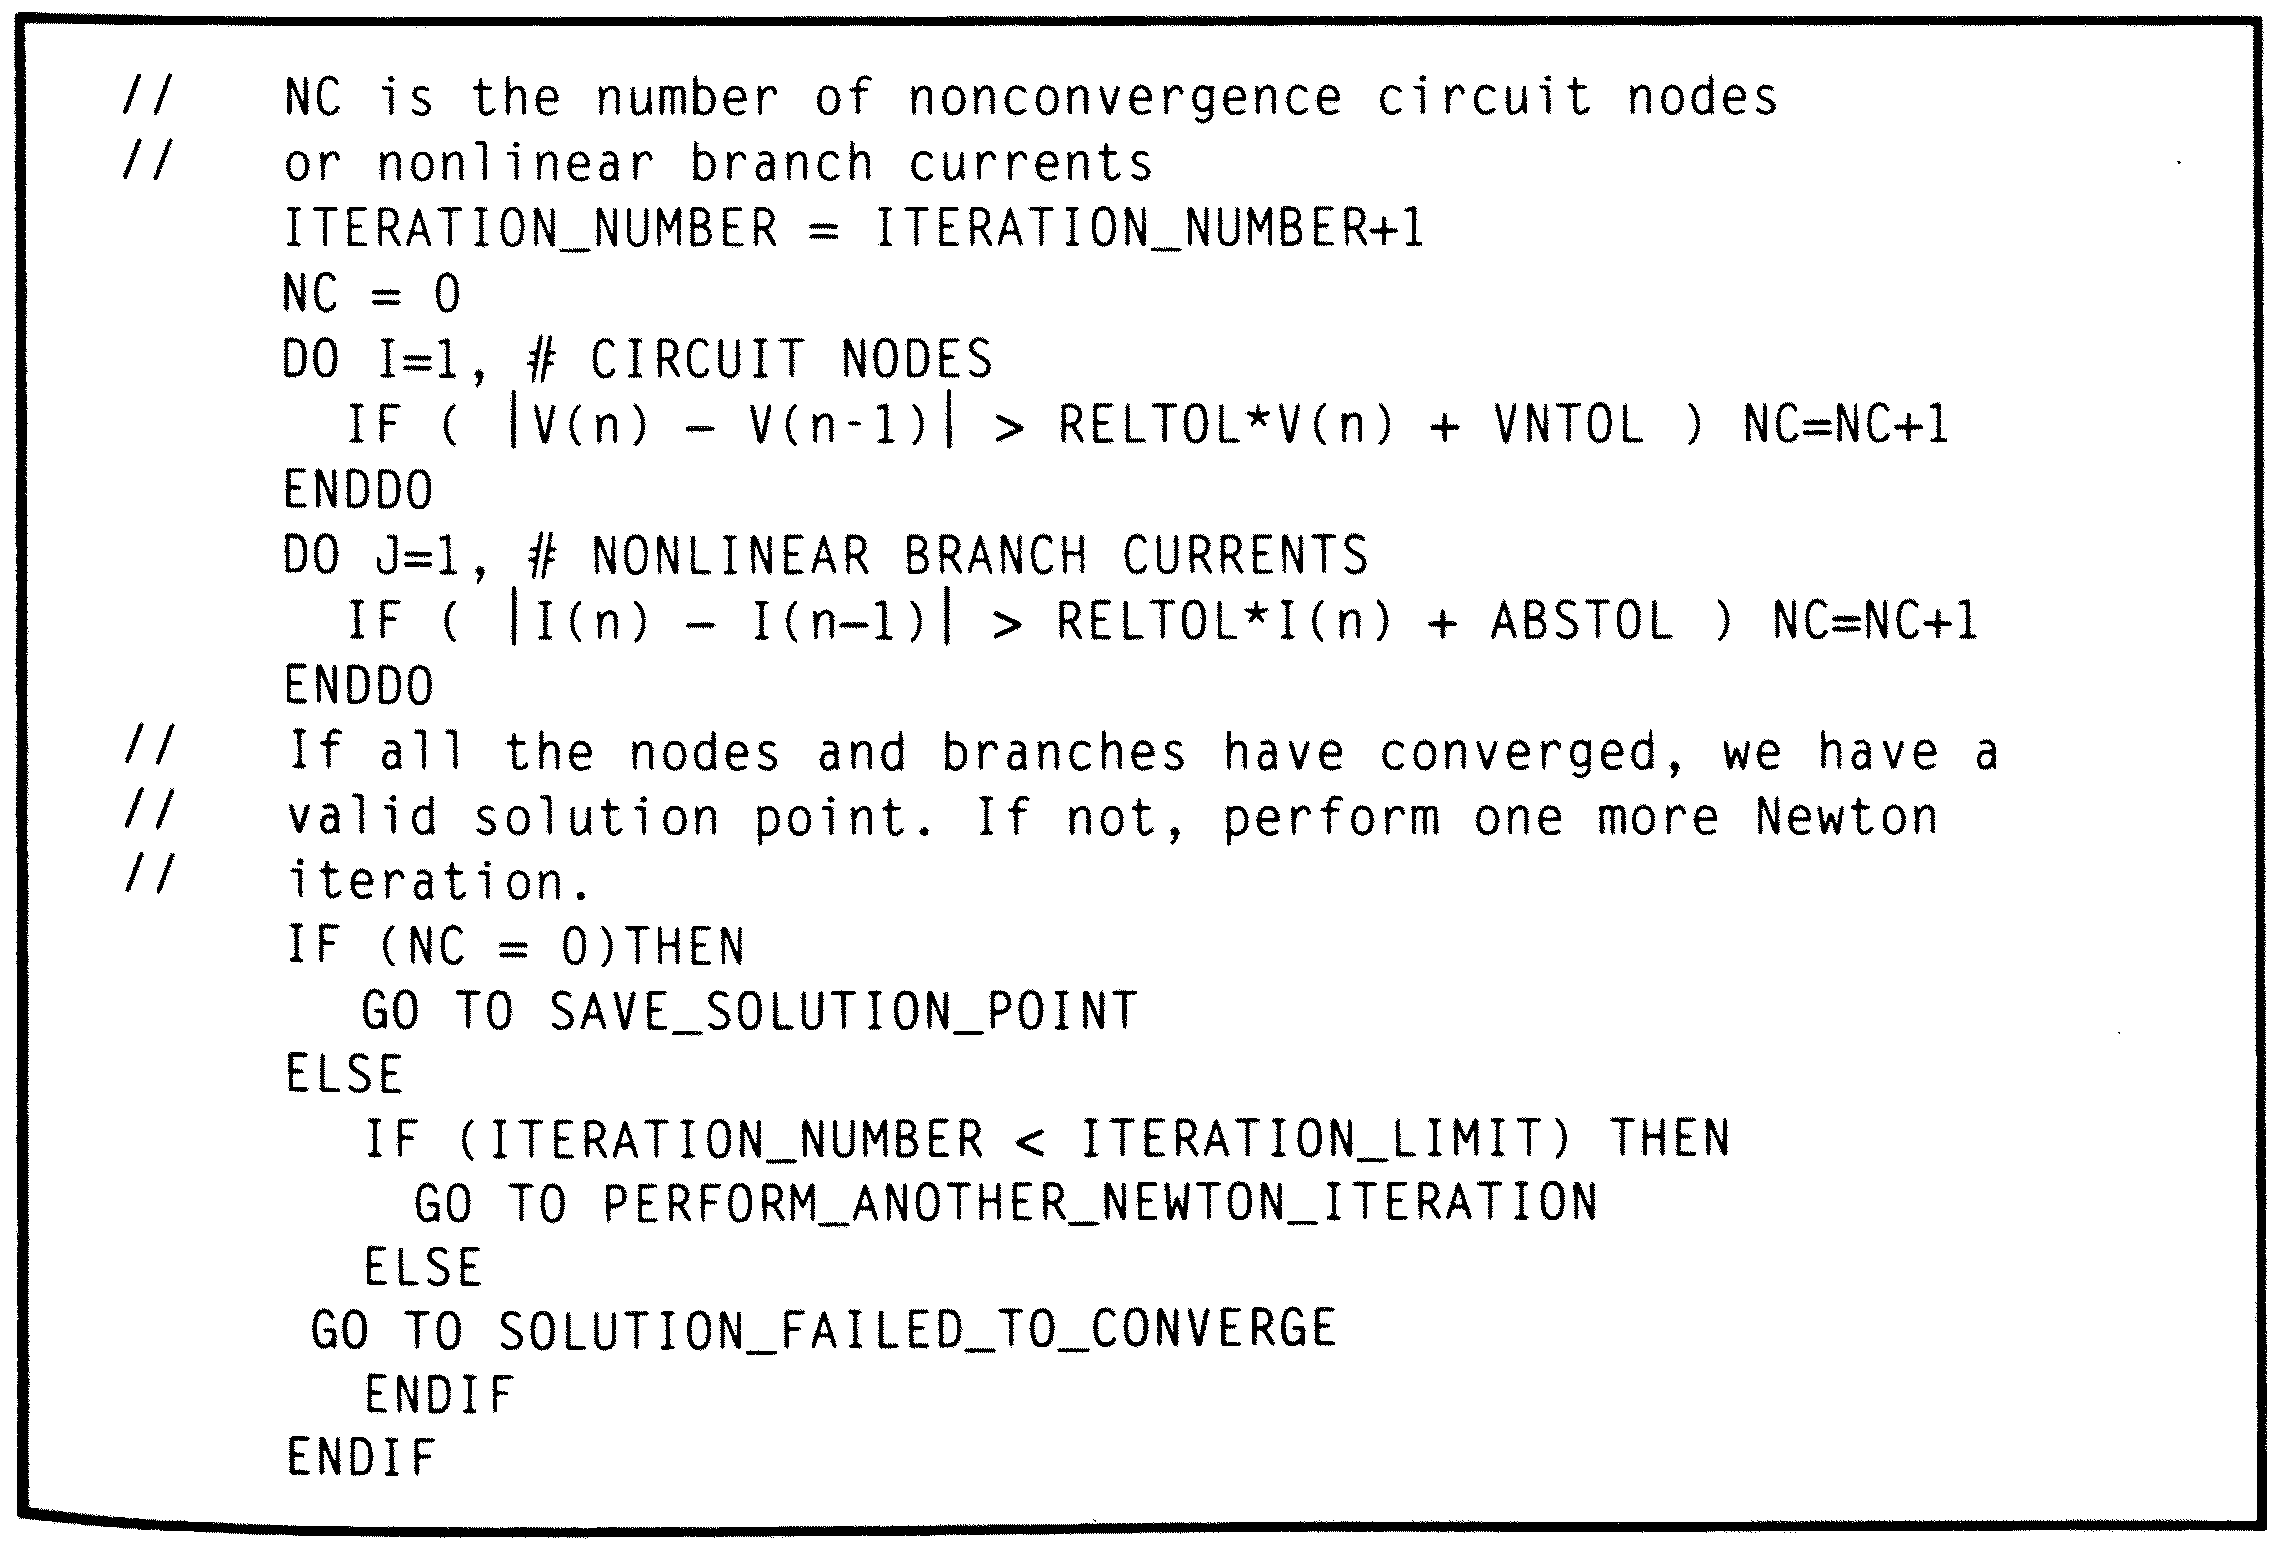 //    NC is the number of nonconvergence circuit nodes
//    or nonlinear branch currents
      ITERATION_NUMBER = ITERATION_NUMBER+1
      NC = 0
      DO I=1, # CIRCUIT NODES
        IF ( |V(n) – V(n-1)| > RELTOL*V(n) + VNTOL ) NC=NC+1
      ENDDO
      DO J=1, # NONLINEAR BRANCH CURRENTS
        IF ( |I(n) – I(n–1)| > RELTOL*I(n) + ABSTOL ) NC=NC+1
      ENDDO
//    If all the nodes and branches have converged, we have a
//    valid solution point. If not, perform one more Newton
//    iteration.
      IF (NC = 0)THEN
         GO TO SAVE_SOLUTION_POINT
      ELSE
         IF (ITERATION_NUMBER < ITERATION_LIMIT) THEN
           GO TO PERFORM_ANOTHER_NEWTON_ITERATION
         ELSE
       GO TO SOLUTION_FAILED_TO_CONVERGE
         ENDIF
      ENDIF